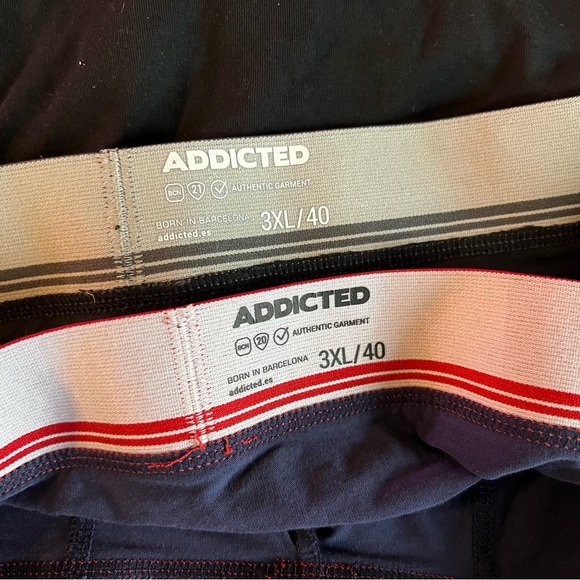 ADDICTED
BCN 21 AUTHENTIC GARMENT
BORN IN BARCELONA 3XL/40
addicted.es
ADDICTED
BCN 20 AUTHENTIC GARMENT
BORN IN BARCELONA 3XL/40
addicted.es